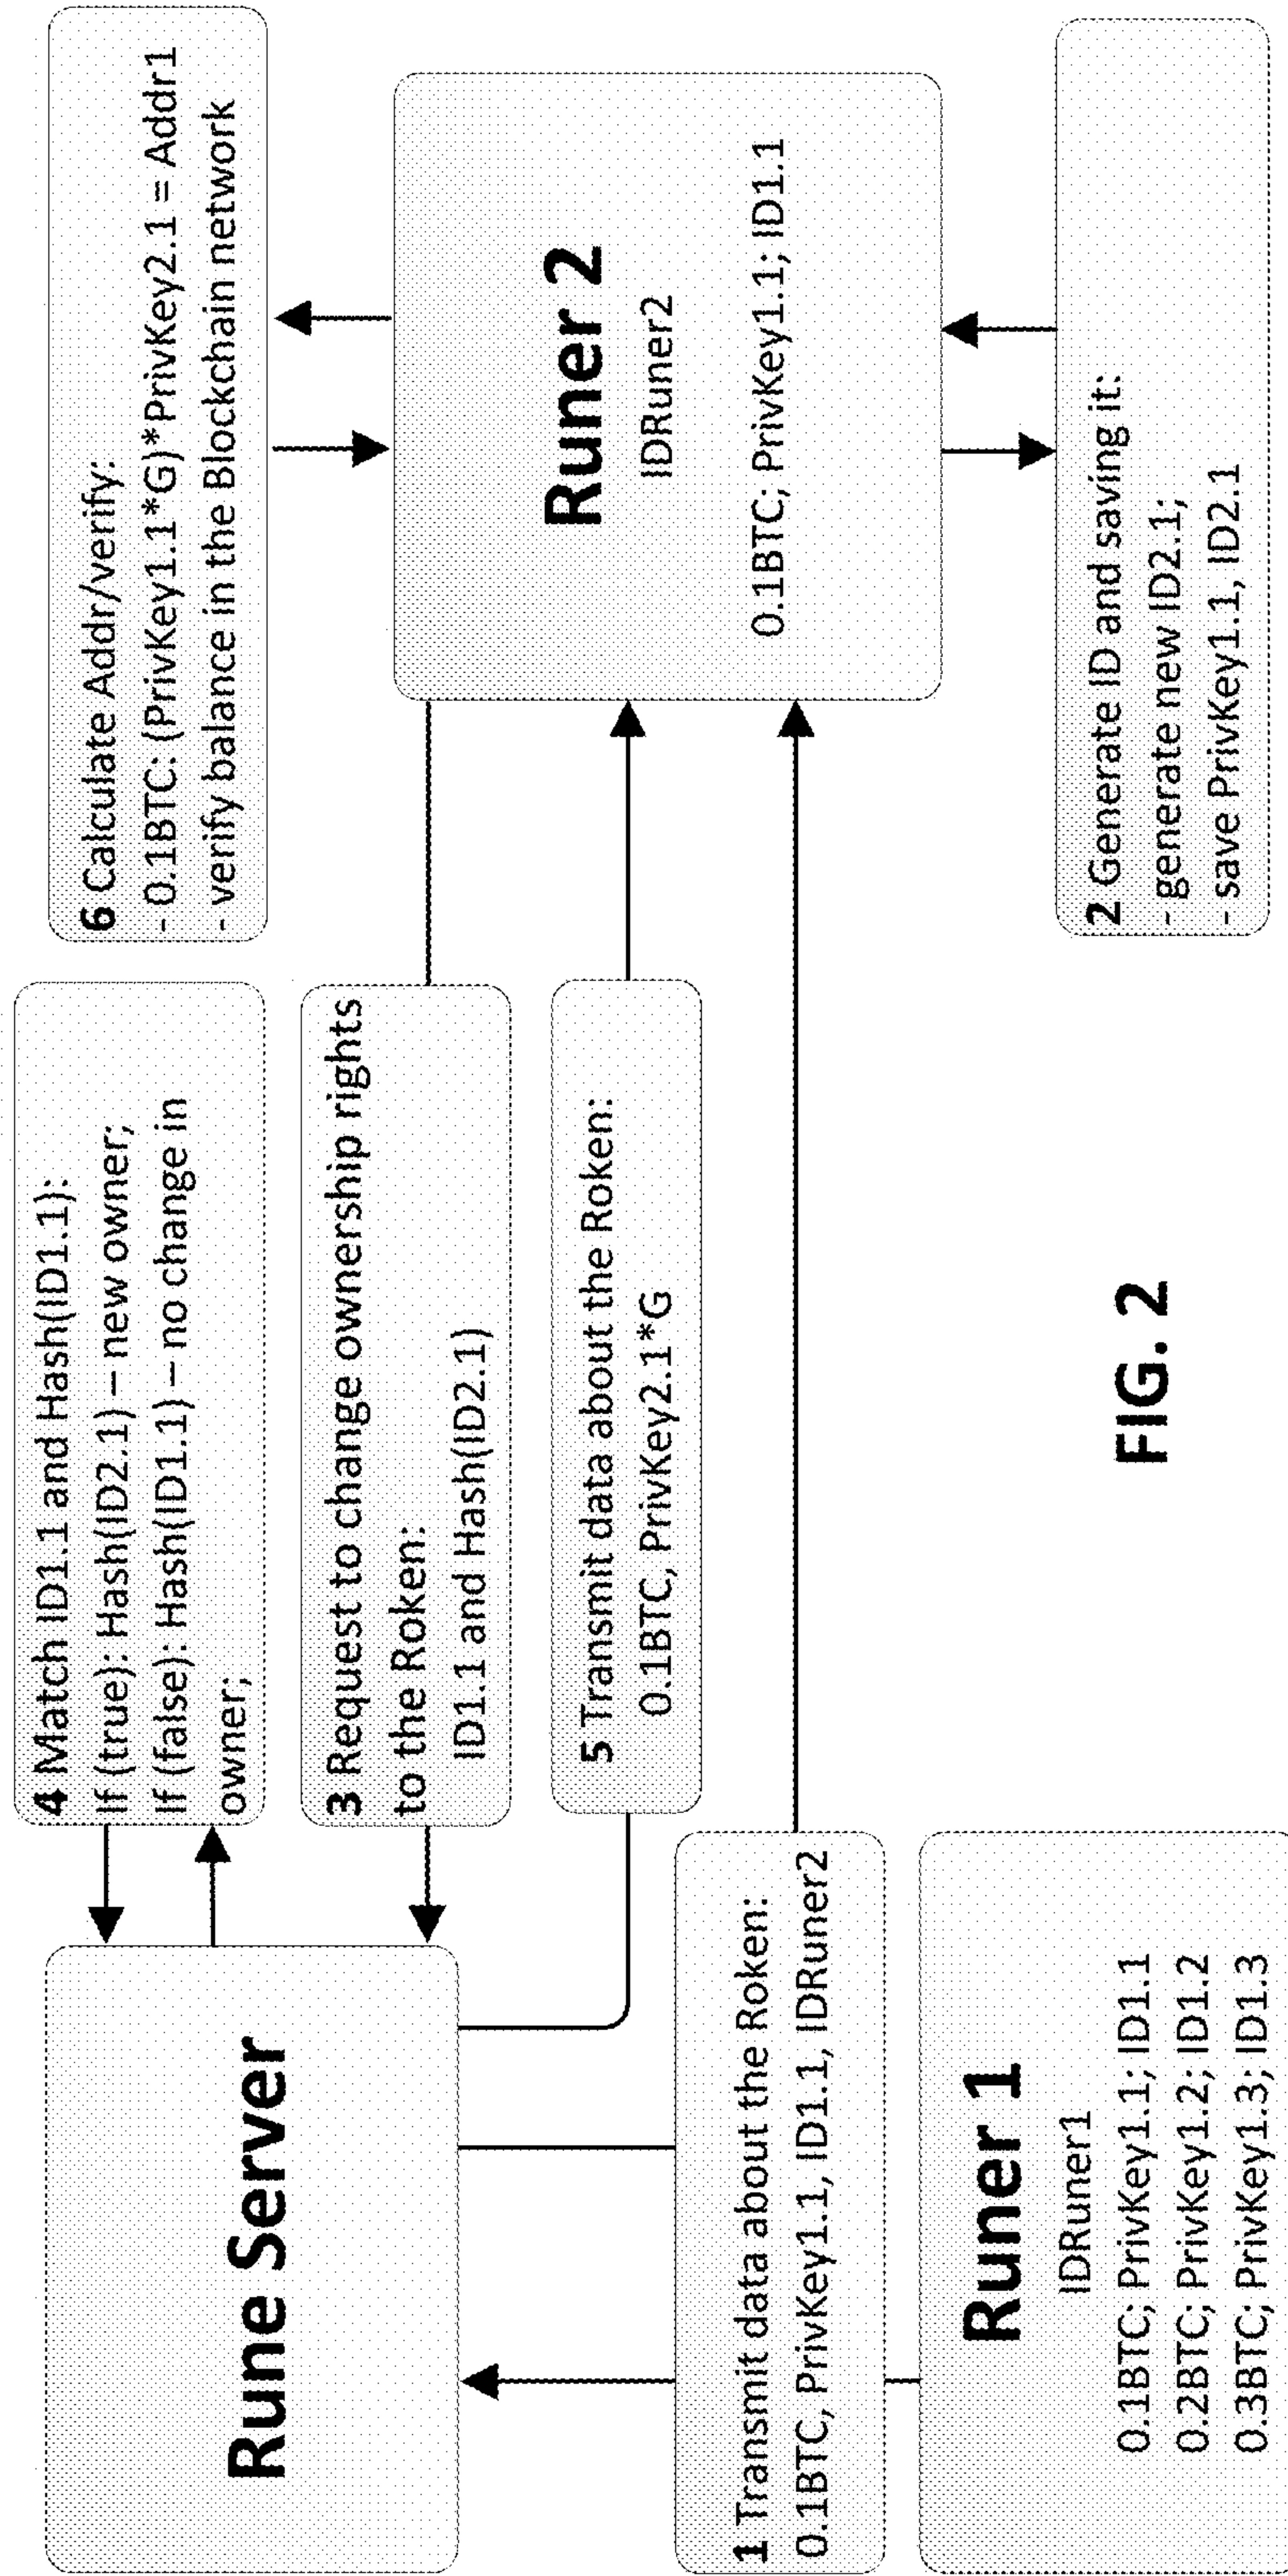 Rune Server
4 Match ID1.1 and Hash(ID1.1):
If (true): Hash(ID2.1) – new owner;
If (false): Hash(ID1.1) – no change in
owner;
6 Calculate Addr/verify:
- 0.1BTC: (PrivKey1.1*G)*PrivKey2.1 = Addr1
- verify balance in the Blockchain network
3 Request to change ownership rights
to the Roken:
ID1.1 and Hash(ID2.1)
5 Transmit data about the Roken:
0.1BTC, PrivKey2.1*G
Runer 2
IDRuner2
0.1BTC; PrivKey1.1; ID1.1
1 Transmit data about the Roken:
0.1BTC, PrivKey1.1, ID1.1, IDRuner2
Runer 1
IDRuner1
0.1BTC; PrivKey1.1; ID1.1
0.2BTC; PrivKey1.2; ID1.2
0.3BTC; PrivKey1.3; ID1.3
2 Generate ID and saving it:
- generate new ID2.1;
- save PrivKey1.1, ID2.1
FIG. 2